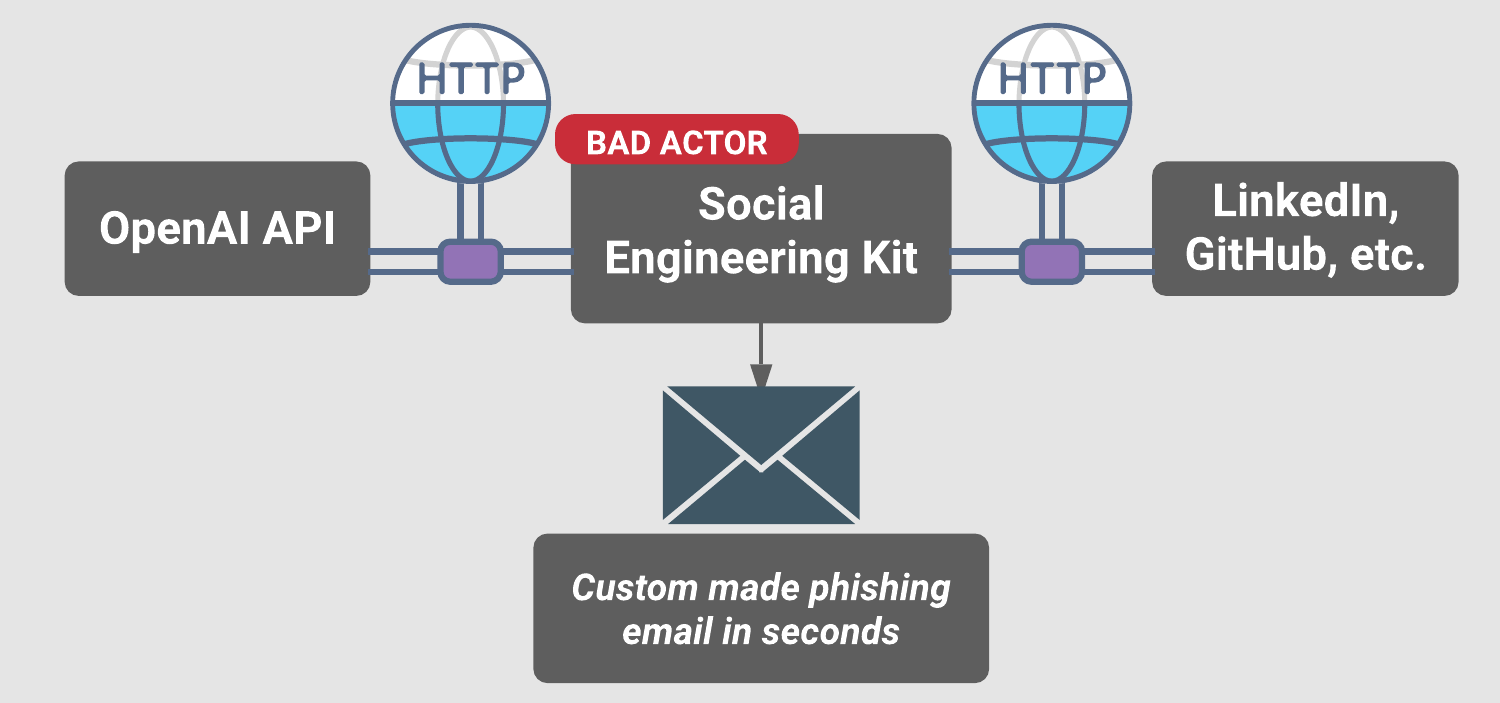 HTTP
HTTP
BAD ACTOR
OpenAI API
Social
Engineering Kit
LinkedIn,
GitHub, etc.
Custom made phishing
email in seconds